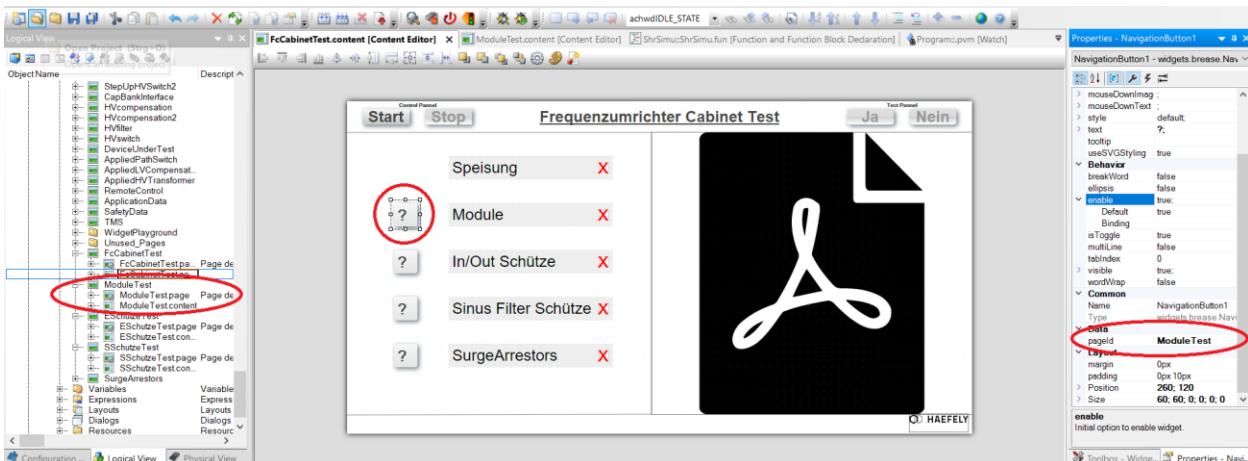 achwdIDLE_STATE
Logical View
Open Project (Strg+O)
FcCabinetTest.content [Content Editor]
ModuleTest.content [Content Editor]
ShrSimu::ShrSimu.fun [Function and Function Block Declaration]
Program::.pvm [Watch]
Properties - NavigationButton1
Object Name Descript
StepUpHVSwitch2
CapBankInterface
HVcompensation
HVcompensation2
HVfilter
HVswitch
DeviceUnderTest
AppliedPathSwitch
AppliedLVCompensat...
AppliedHVTransformer
RemoteControl
ApplicationData
SafetyData
TMS
WidgetPlayground
Unused_Pages
FcCabinetTest
FcCabinetTest.pa... Page de
ModuleTest
ModuleTest.page Page de
ModuleTest.content
ESchutzeTest
ESchutzeTest.page Page de
ESchutzeTest.con...
SSchutzeTest
SSchutzeTest.page Page de
SSchutzeTest.con...
SurgeArrestors
Variables Variable
Expressions Express
Layouts Layouts
Dialogs Dialogs
Resources Resourc
Configuration ...
Logical View
Physical View
Control Pannel
Start Stop
Frequenzumrichter Cabinet Test
Test Pannel
Ja Nein
Speisung X
? Module X
? In/Out Schütze X
? Sinus Filter Schütze X
? SurgeArrestors X
HAEFELY
NavigationButton1 - widgets.brease.Nav
mouseDownImag ;
mouseDownText ;
style default;
text ?;
tooltip
useSVGStyling true
Behavior
breakWord false
ellipsis false
enable true;
Default true
Binding
isToggle true
multiLine false
tabIndex 0
visible true;
wordWrap false
Common
Name NavigationButton1
Type widgets.brease.Navi
Data
pageId ModuleTest
Layout
margin 0px
padding 0px 10px
Position 260; 120
Size 60; 60; 0; 0; 0; 0
enable
Initial option to enable widget.
Toolbox - Widge...
Properties - Navi...